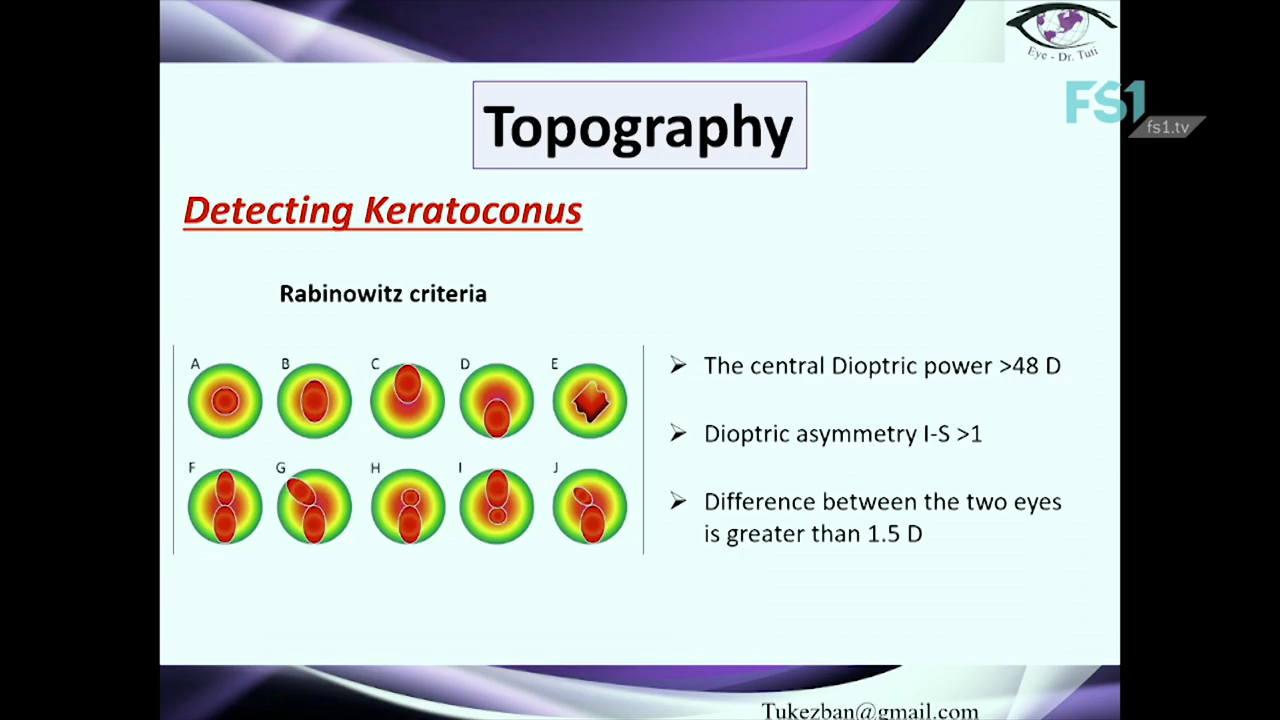 Eye - Dr. Tuti
FS1
fs1.tv
Topography
Detecting Keratoconus
Rabinowitz criteria
A B C D E
F G H I J
The central Dioptric power >48 D
Dioptric asymmetry I-S >1
Difference between the two eyes
is greater than 1.5 D
Tukezban@gmail.com